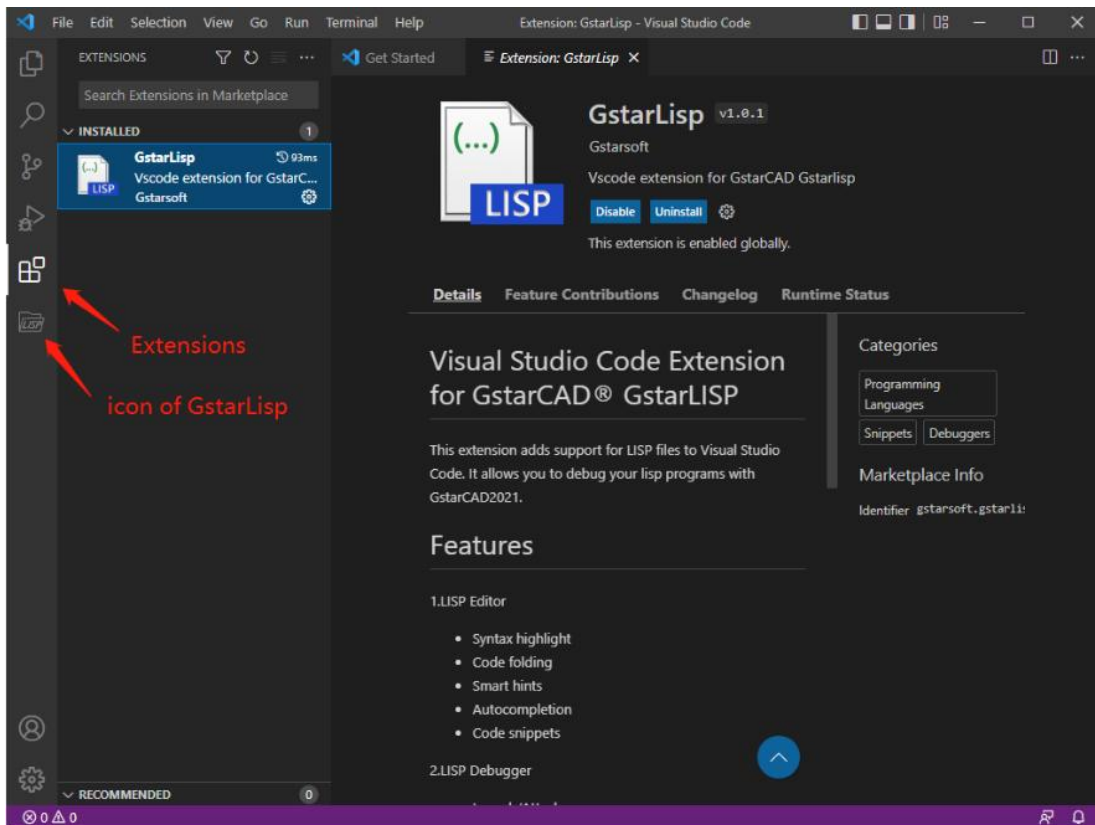 File Edit Selection View Go Run Terminal Help Extension: GstarLisp - Visual Studio Code
EXTENSIONS
Get Started
Extension: GstarLisp
Search Extensions in Marketplace
INSTALLED 1
GstarLisp 93ms
Vscode extension for GstarC...
Gstarsoft
(...)
LISP
(...)
LISP
GstarLisp v1.0.1
Gstarsoft
Vscode extension for GstarCAD Gstarlisp
Disable Uninstall
This extension is enabled globally.
LISP
Extensions
icon of GstarLisp
Details Feature Contributions Changelog Runtime Status
Visual Studio Code Extension
for GstarCAD® GstarLISP
This extension adds support for LISP files to Visual Studio
Code. It allows you to debug your lisp programs with
GstarCAD2021.
Features
1.LISP Editor
• Syntax highlight
• Code folding
• Smart hints
• Autocompletion
• Code snippets
2.LISP Debugger
Categories
Programming
Languages
Snippets Debuggers
Marketplace Info
Identifier gstarsoft.gstarlis
RECOMMENDED 0
0 0